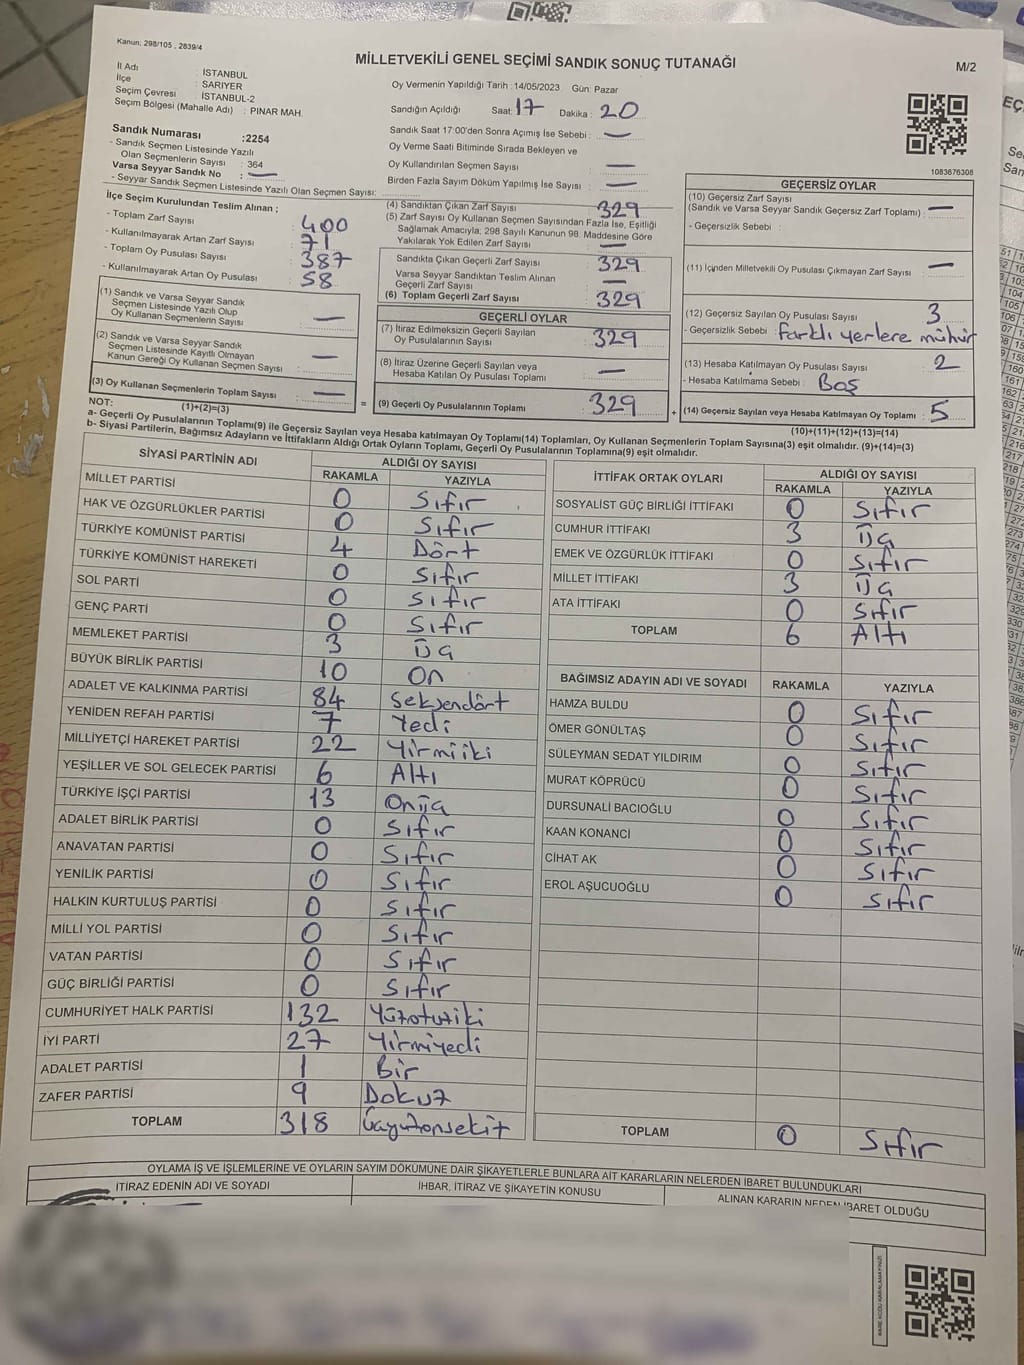 Kanun; 298/105 , 2839/4
MİLLETVEKİLİ GENEL SEÇİMİ SANDIK SONUÇ TUTANAĞI
M/2
İl Adı : İSTANBUL
İlçe : SARIYER
Seçim Çevresi : İSTANBUL-2
Seçim Bölgesi (Mahalle Adı) : PINAR MAH.
Sandık Numarası :2254
- Sandık Seçmen Listesinde Yazılı
Olan Seçmenlerin Sayısı : 364
Varsa Seyyar Sandık No : —
- Seyyar Sandık Seçmen Listesinde Yazılı Olan Seçmen Sayısı:
Oy Vermenin Yapıldığı Tarih :14/05/2023 Gün: Pazar
Sandığın Açıldığı Saat: 17 Dakika : 20
Sandık Saat 17:00'den Sonra Açımış İse Sebebi : —
Oy Verme Saati Bitiminde Sırada Bekleyen ve
Oy Kullandırılan Seçmen Sayısı : —
Birden Fazla Sayım Döküm Yapılmış İse Sayısı : —
1083676308
İlçe Seçim Kurulundan Teslim Alınan ;
- Toplam Zarf Sayısı : 400
- Kullanılmayarak Artan Zarf Sayısı : 71
- Toplam Oy Pusulası Sayısı : 387
- Kullanılmayarak Artan Oy Pusulası : 58
(1) Sandık ve Varsa Seyyar Sandık
Seçmen Listesinde Yazılı Olup
Oy Kullanan Seçmenlerin Sayısı : —
(2) Sandık ve Varsa Seyyar Sandık
Seçmen Listesinde Kayıtlı Olmayan
Kanun Gereği Oy Kullanan Seçmen Sayısı : —
(3) Oy Kullanan Seçmenlerin Toplam Sayısı : —
(1)+(2)=(3)
(4) Sandıktan Çıkan Zarf Sayısı : 329
(5) Zarf Sayısı Oy Kullanan Seçmen Sayısından Fazla İse, Eşitliği
Sağlamak Amacıyla, 298 Sayılı Kanunun 98. Maddesine Göre
Yakılarak Yok Edilen Zarf Sayısı : —
Sandıkta Çıkan Geçerli Zarf Sayısı : 329
Varsa Seyyar Sandıktan Teslim Alınan
Geçerli Zarf Sayısı : —
(6) Toplam Geçerli Zarf Sayısı : 329
GEÇERLİ OYLAR
(7) İtiraz Edilmeksizin Geçerli Sayılan
Oy Pusulalarının Sayısı : 329
(8) İtiraz Üzerine Geçerli Sayılan veya
Hesaba Katılan Oy Pusulası Toplamı : —
= (9) Geçerli Oy Pusulalarının Toplamı : 329
GEÇERSİZ OYLAR
(10) Geçersiz Zarf Sayısı
(Sandık ve Varsa Seyyar Sandık Geçersiz Zarf Toplamı) : —
- Geçersizlik Sebebi :
(11) İçinden Milletvekili Oy Pusulası Çıkmayan Zarf Sayısı : —
(12) Geçersiz Sayılan Oy Pusulası Sayısı : 3
- Geçersizlik Sebebi : farklı yerlere mühür
(13) Hesaba Katılmayan Oy Pusulası Sayısı : 2
- Hesaba Katılmama Sebebi : Boş
+ (14) Geçersiz Sayılan veya Hesaba Katılmayan Oy Toplamı : 5
(10)+(11)+(12)+(13)=(14)
NOT:
a- Geçerli Oy Pusulalarının Toplamı(9) ile Geçersiz Sayılan veya Hesaba katılmayan Oy Toplamı(14) Toplamları, Oy Kullanan Seçmenlerin Toplam Sayısına(3) eşit olmalıdır. (9)+(14)=(3)
b- Siyasi Partilerin, Bağımsız Adayların ve İttifakların Aldığı Ortak Oyların Toplamı, Geçerli Oy Pusulalarının Toplamına(9) eşit olmalıdır.
SİYASİ PARTİNİN ADI ALDIĞI OY SAYISI
RAKAMLA YAZIYLA
MİLLET PARTİSİ 0 Sıfır
HAK VE ÖZGÜRLÜKLER PARTİSİ 0 Sıfır
TÜRKİYE KOMÜNİST PARTİSİ 4 Dört
TÜRKİYE KOMÜNİST HAREKETİ 0 Sıfır
SOL PARTİ 0 Sıfır
GENÇ PARTİ 0 Sıfır
MEMLEKET PARTİSİ 3 Üç
BÜYÜK BİRLİK PARTİSİ 10 On
ADALET VE KALKINMA PARTİSİ 84 Seksendört
YENİDEN REFAH PARTİSİ 7 Yedi
MİLLİYETÇİ HAREKET PARTİSİ 22 Yirmiiki
YEŞİLLER VE SOL GELECEK PARTİSİ 6 Altı
TÜRKİYE İŞÇİ PARTİSİ 13 Onüç
ADALET BİRLİK PARTİSİ 0 Sıfır
ANAVATAN PARTİSİ 0 Sıfır
YENİLİK PARTİSİ 0 Sıfır
HALKIN KURTULUŞ PARTİSİ 0 Sıfır
MİLLİ YOL PARTİSİ 0 Sıfır
VATAN PARTİSİ 0 Sıfır
GÜÇ BİRLİĞİ PARTİSİ 0 Sıfır
CUMHURİYET HALK PARTİSİ 132 Yüzotuziki
İYİ PARTİ 27 Yirmiyedi
ADALET PARTİSİ 1 Bir
ZAFER PARTİSİ 9 Dokuz
TOPLAM 318 Üçyüzonsekiz
İTTİFAK ORTAK OYLARI ALDIĞI OY SAYISI
RAKAMLA YAZIYLA
SOSYALİST GÜÇ BİRLİĞİ İTTİFAKI 0 Sıfır
CUMHUR İTTİFAKI 3 Üç
EMEK VE ÖZGÜRLÜK İTTİFAKI 0 Sıfır
MİLLET İTTİFAKI 3 Üç
ATA İTTİFAKI 0 Sıfır
TOPLAM 6 Altı
BAĞIMSIZ ADAYIN ADI VE SOYADI RAKAMLA YAZIYLA
HAMZA BULDU 0 Sıfır
ÖMER GÖNÜLTAŞ 0 Sıfır
SÜLEYMAN SEDAT YILDIRIM 0 Sıfır
MURAT KÖPRÜCÜ 0 Sıfır
DURSUNALİ BACIOĞLU 0 Sıfır
KAAN KONANCI 0 Sıfır
CİHAT AK 0 Sıfır
EROL AŞUCUOĞLU 0 Sıfır
TOPLAM 0 Sıfır
OYLAMA İŞ VE İŞLEMLERİNE VE OYLARIN SAYIM DÖKÜMÜNE DAİR ŞİKAYETLERLE BUNLARA AİT KARARLARIN NELERDEN İBARET BULUNDUKLARI
İTİRAZ EDENİN ADI VE SOYADI İHBAR, İTİRAZ VE ŞİKAYETİN KONUSU ALINAN KARARIN NEDEN İBARET OLDUĞU
KARE KODU KARALAMAYINIZ!